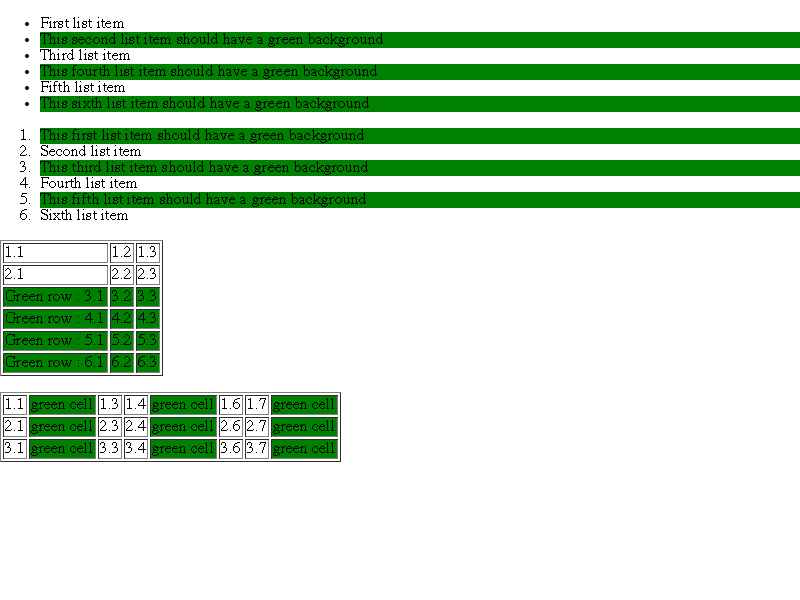 • First list item
• This second list item should have a green background
• Third list item
• This fourth list item should have a green background
• Fifth list item
• This sixth list item should have a green background
1. This first list item should have a green background
2. Second list item
3. This third list item should have a green background
4. Fourth list item
5. This fifth list item should have a green background
6. Sixth list item
1.1 1.2 1.3
2.1 2.2 2.3
Green row : 3.1 3.2 3.3
Green row : 4.1 4.2 4.3
Green row : 5.1 5.2 5.3
Green row : 6.1 6.2 6.3
1.1 green cell 1.3 1.4 green cell 1.6 1.7 green cell
2.1 green cell 2.3 2.4 green cell 2.6 2.7 green cell
3.1 green cell 3.3 3.4 green cell 3.6 3.7 green cell